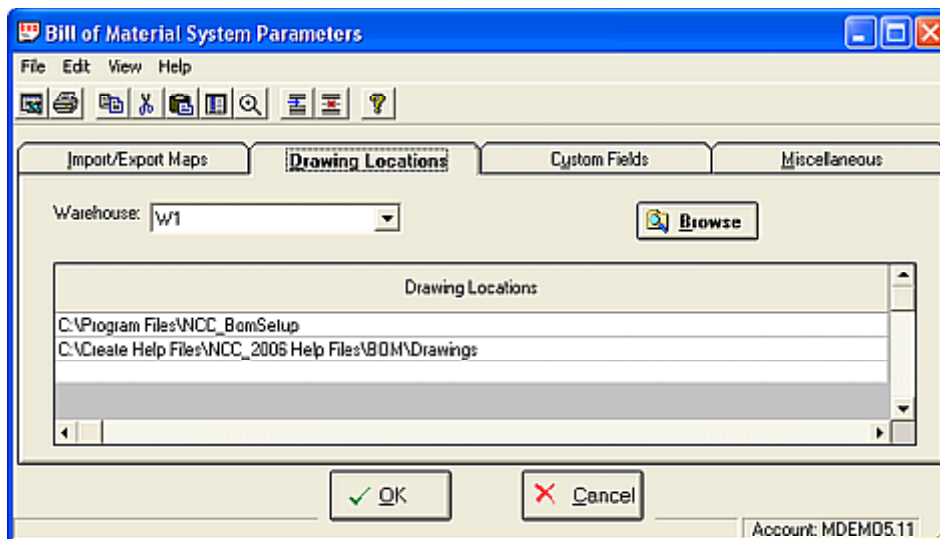 Bill of Material System Parameters
File Edit View Help
Import/Export Maps Drawing Locations Custom Fields Miscellaneous
Warehouse: W1 Browse
Drawing Locations
C:\Program Files\NCC_BomSetup
C:\Create Help Files\NCC_2006 Help Files\BOM\Drawings
OK Cancel
Account: MDEMO5.11